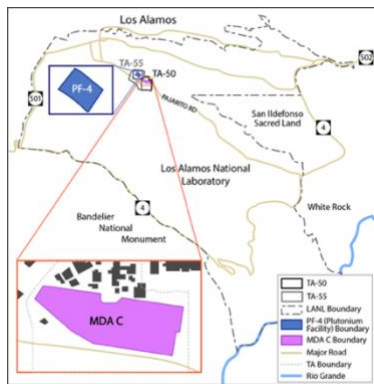 Los Alamos
502
TA-55
TA-50
PF-4
501
PAJARITO RD
San Ildefonso
Sacred Land
4
Los Alamos National
Laboratory
White Rock
4
Bandelier
National
Monument
MDA C
TA-50
TA-55
LANL Boundary
PF-4 (Plutonium
Facility) Boundary
MDA C Boundary
Major Road
TA Boundary
Rio Grande